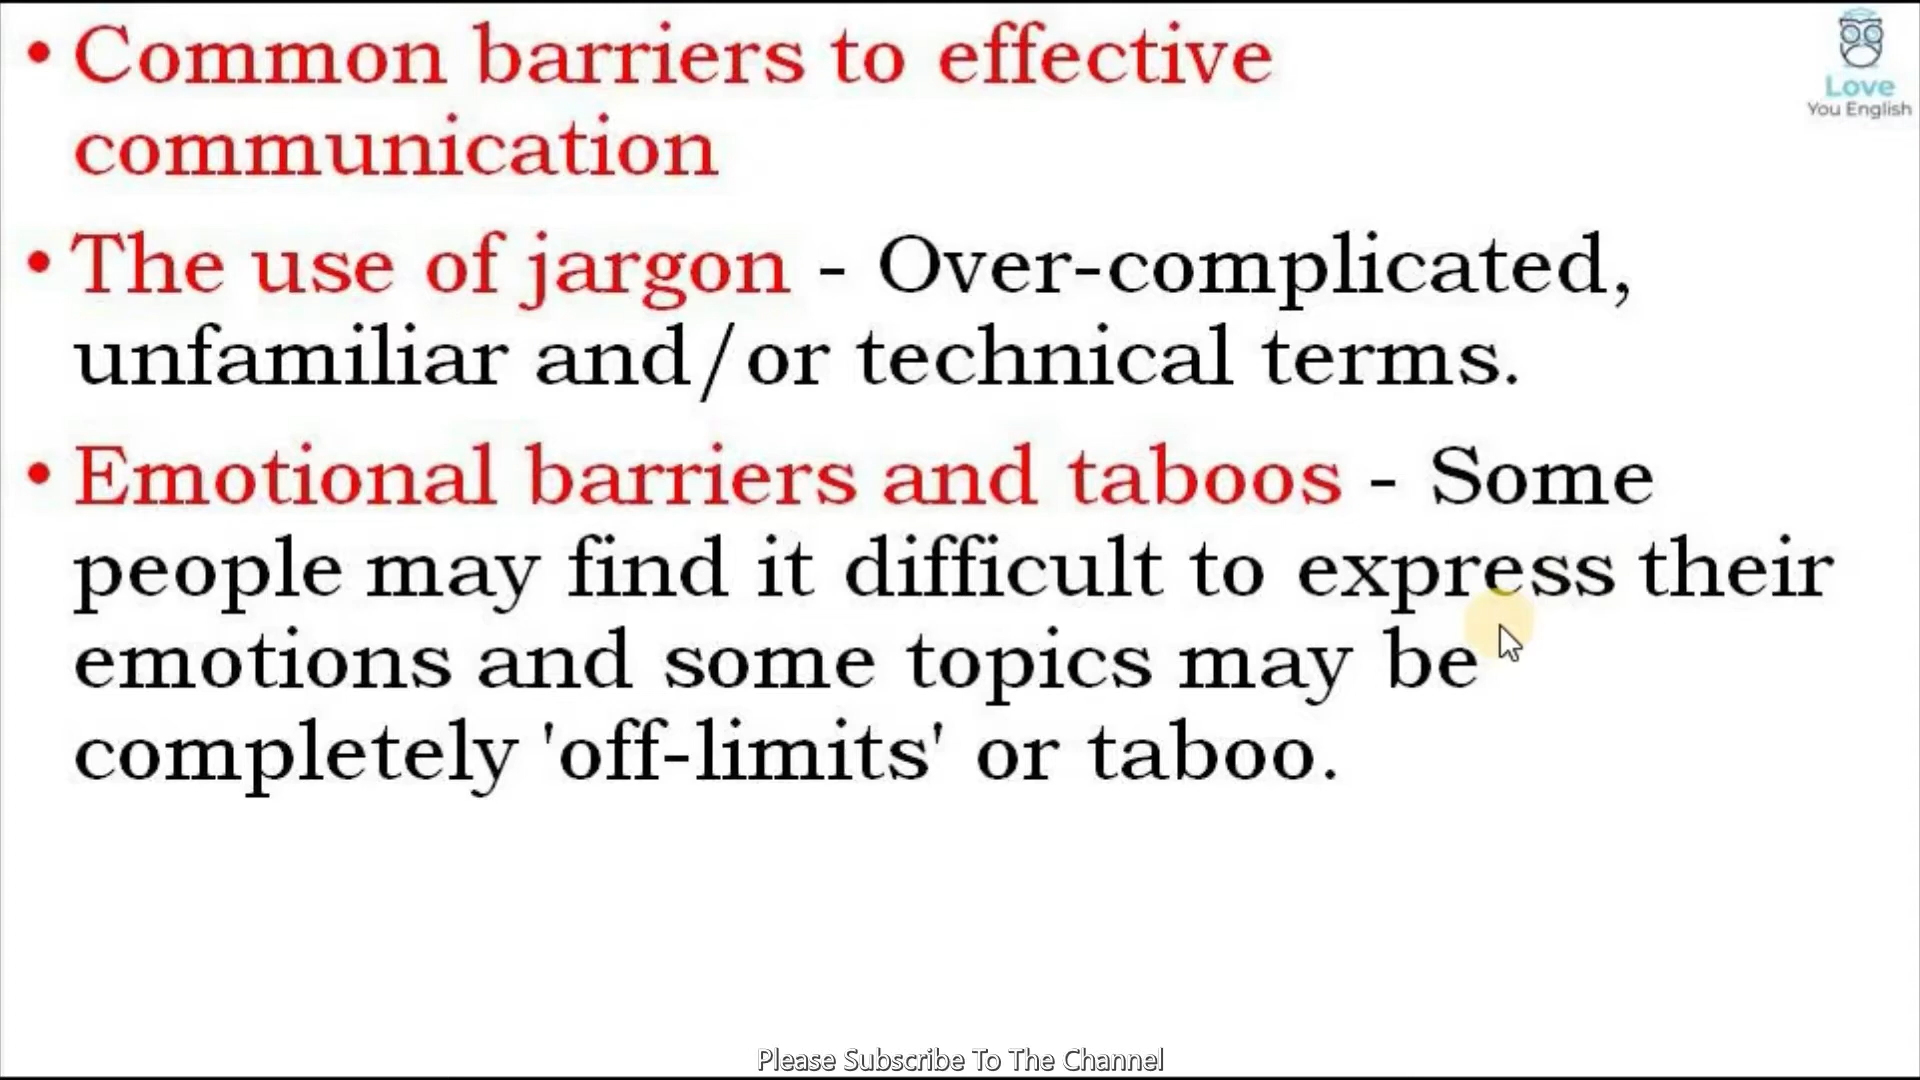 • Common barriers to effective
communication
• The use of jargon - Over-complicated,
unfamiliar and/or technical terms.
• Emotional barriers and taboos - Some
people may find it difficult to express their
emotions and some topics may be
completely 'off-limits' or taboo.
Love
You English
Please Subscribe To The Channel